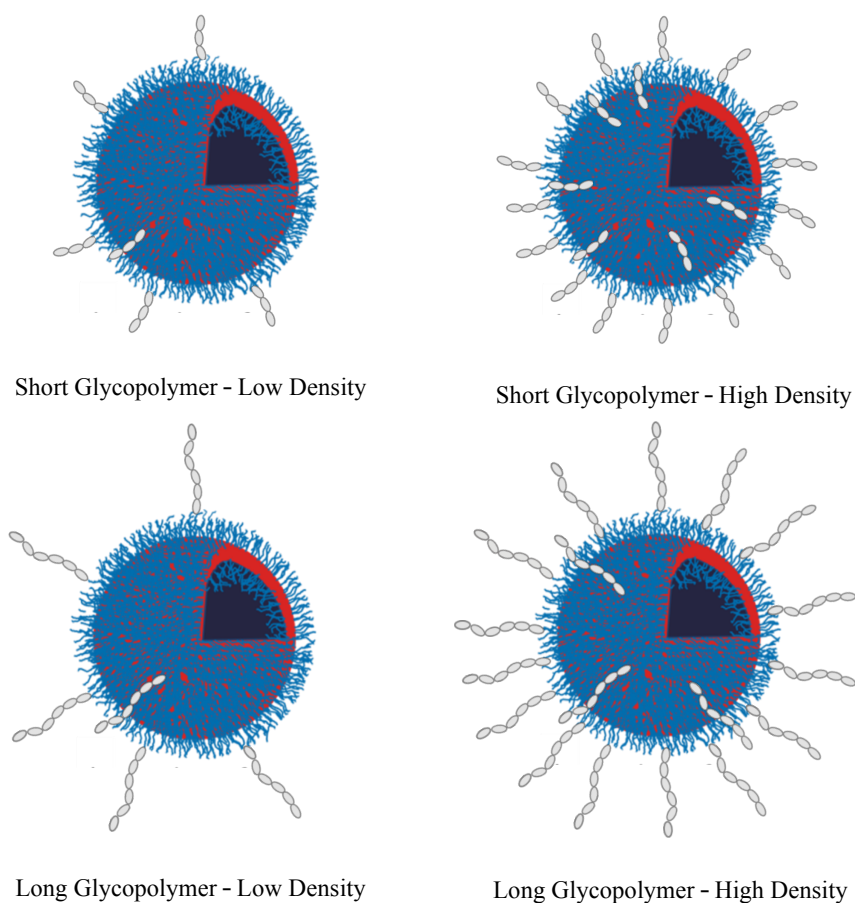 Short Glycopolymer - Low Density
Short Glycopolymer - High Density
Long Glycopolymer - Low Density
Long Glycopolymer - High Density